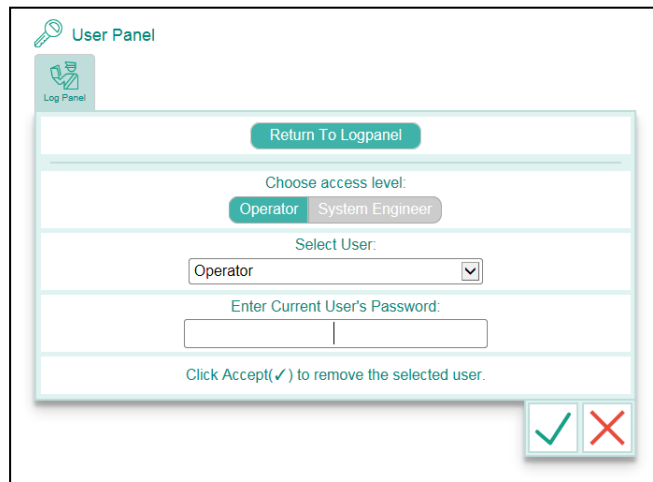 User Panel
Log Panel
Return To Logpanel
Choose access level:
Operator System Engineer
Select User:
Operator
Enter Current User's Password:
Click Accept(✓) to remove the selected user.